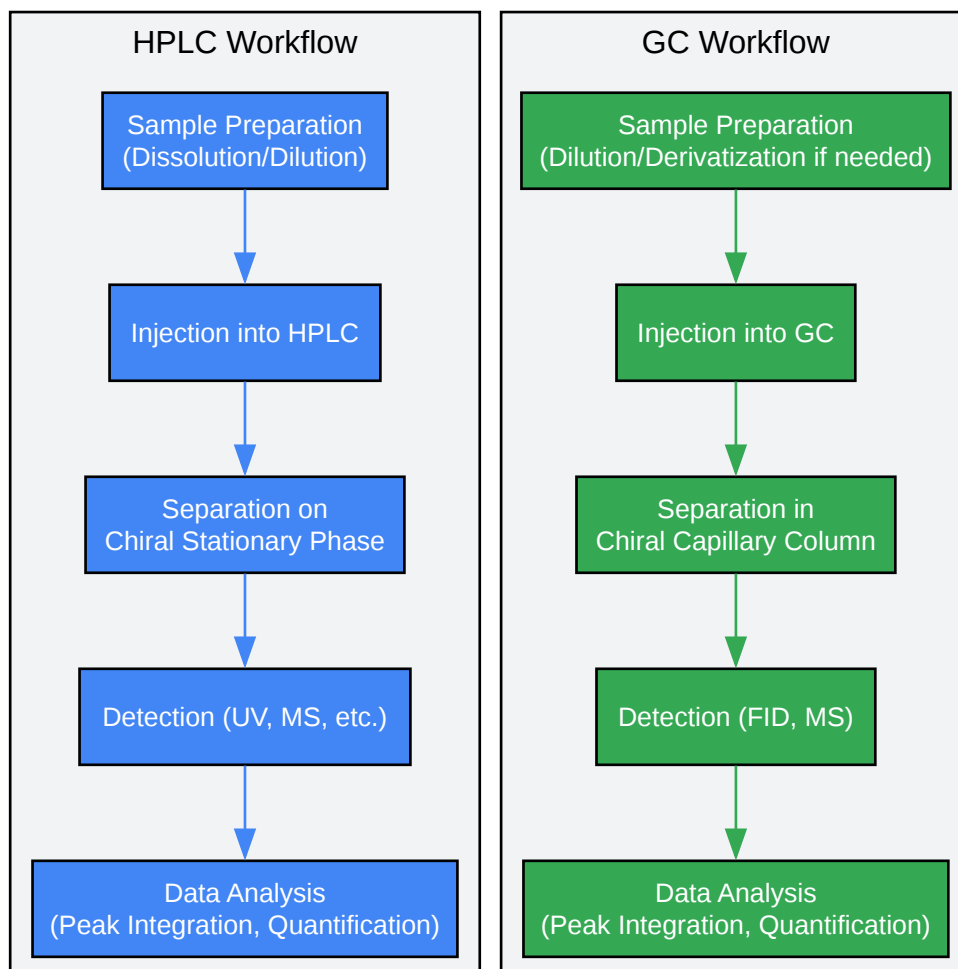 HPLC Workflow
Sample Preparation
(Dissolution/Dilution)
Injection into HPLC
Separation on
Chiral Stationary Phase
Detection (UV, MS, etc.)
Data Analysis
(Peak Integration, Quantification)
GC Workflow
Sample Preparation
(Dilution/Derivatization if needed)
Injection into GC
Separation in
Chiral Capillary Column
Detection (FID, MS)
Data Analysis
(Peak Integration, Quantification)